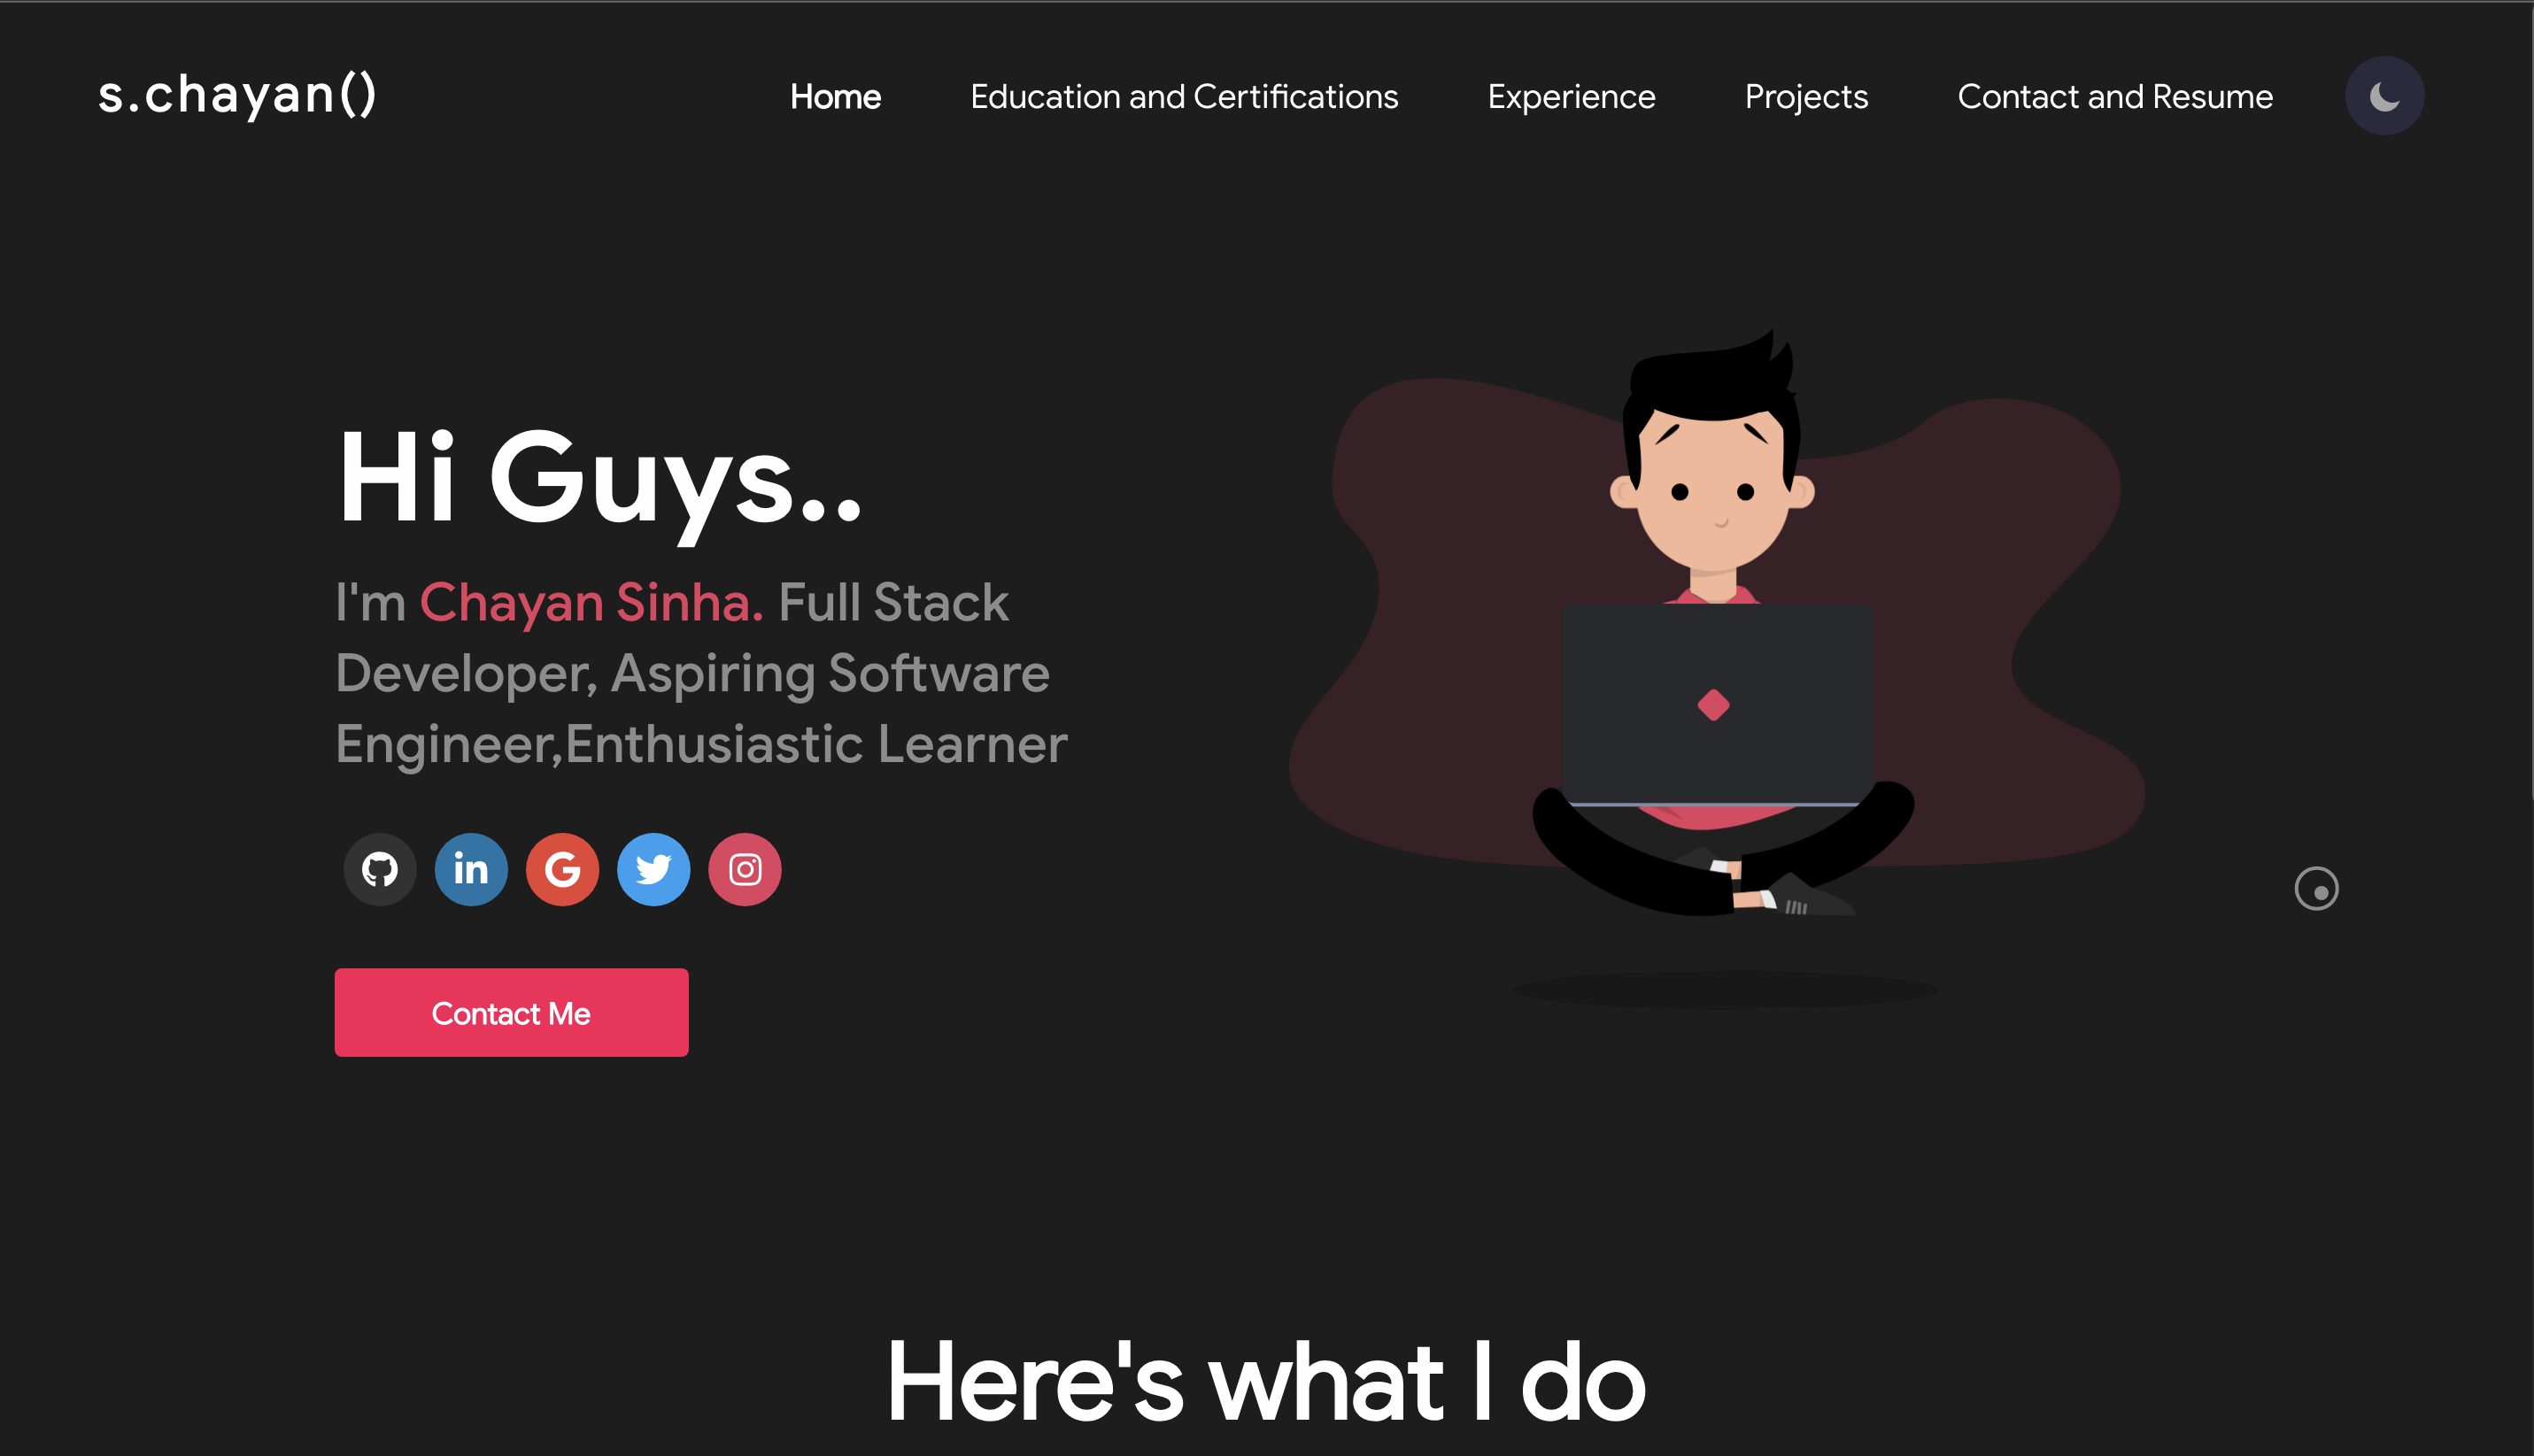 s.chayan()
Home
Education and Certifications
Experience
Projects
Contact and Resume
Hi Guys..
I'm Chayan Sinha. Full Stack
Developer, Aspiring Software
Engineer,Enthusiastic Learner
in
G
Contact Me
Here's what I do